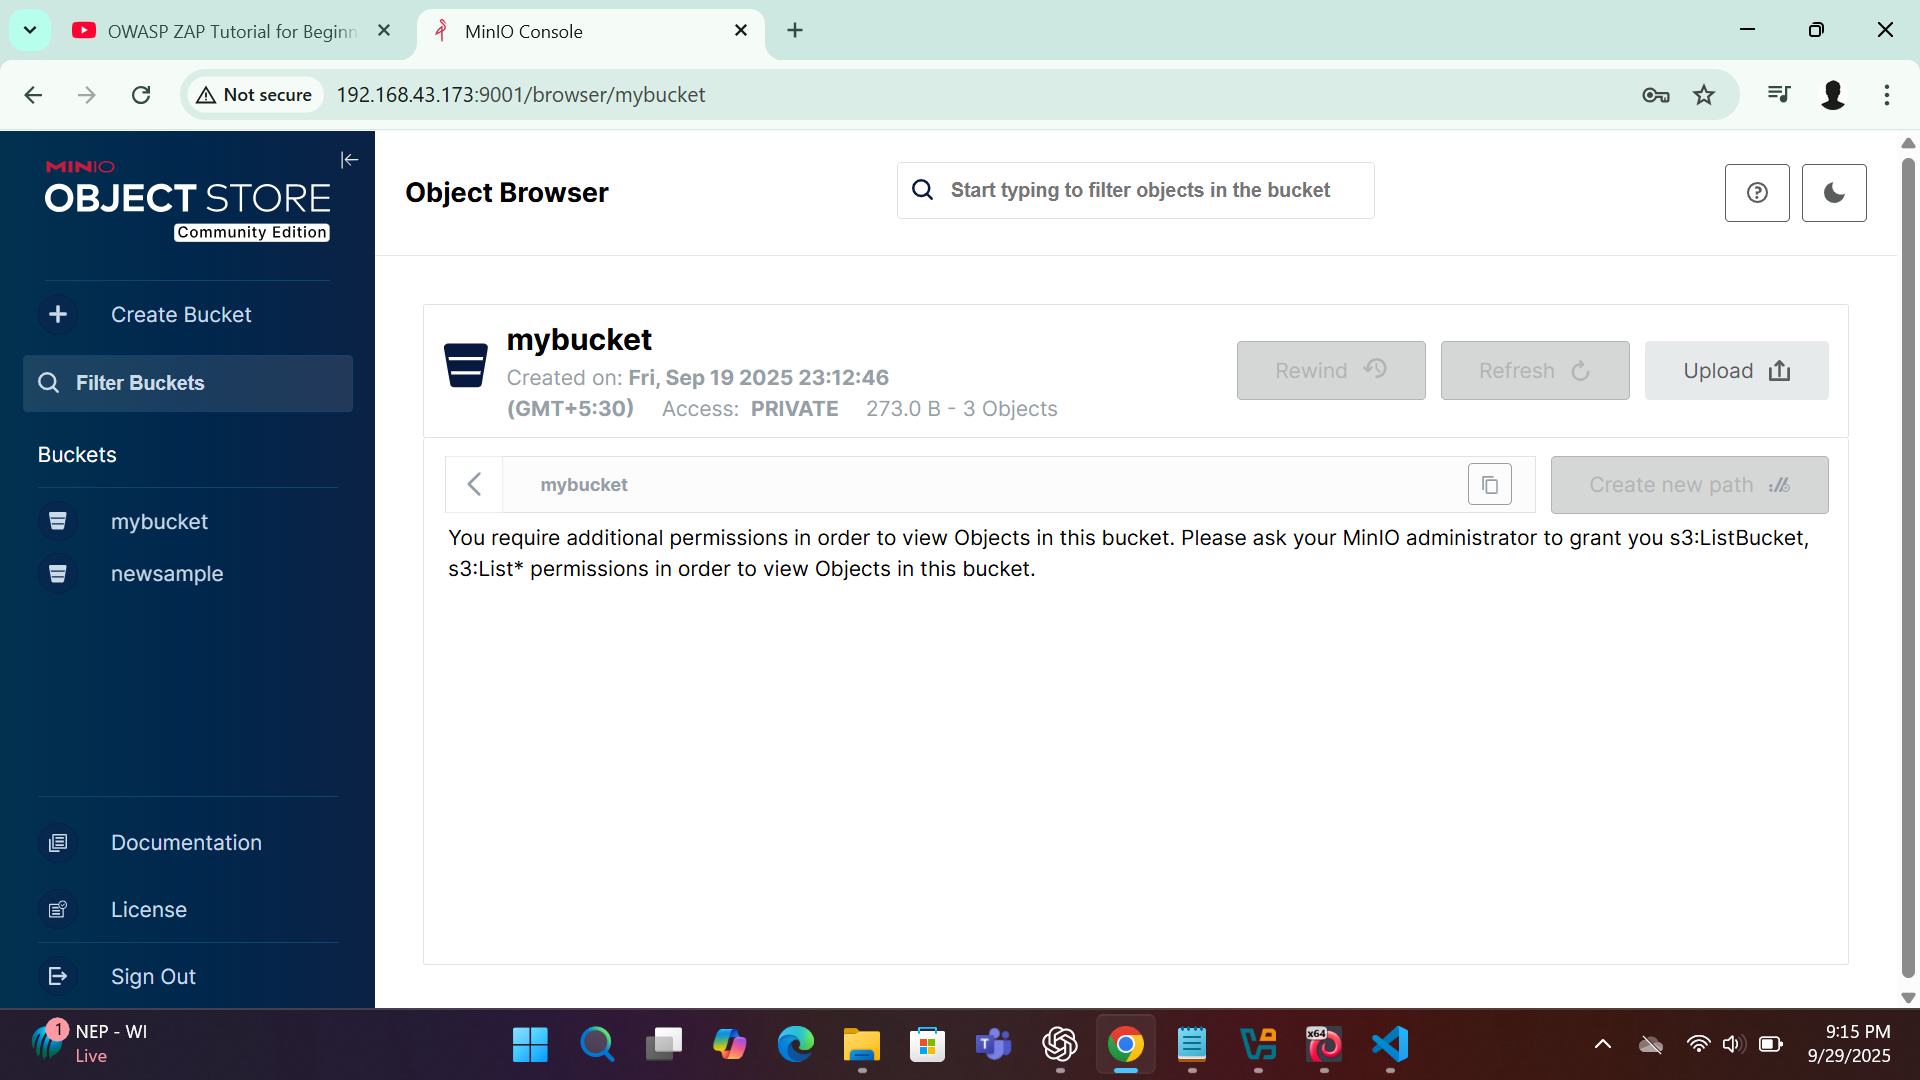 OWASP ZAP Tutorial for Beginn
MinIO Console
Not secure
192.168.43.173:9001/browser/mybucket
MINIO
OBJECT STORE
Community Edition
Create Bucket
Filter Buckets
Buckets
mybucket
newsample
Documentation
License
Sign Out
Object Browser
Start typing to filter objects in the bucket
mybucket
Created on: Fri, Sep 19 2025 23:12:46
(GMT+5:30) Access: PRIVATE 273.0 B - 3 Objects
Rewind
Refresh
Upload
mybucket
Create new path
You require additional permissions in order to view Objects in this bucket. Please ask your MinIO administrator to grant you s3:ListBucket,
s3:List* permissions in order to view Objects in this bucket.
1
NEP - WI
Live
x64
9:15 PM
9/29/2025